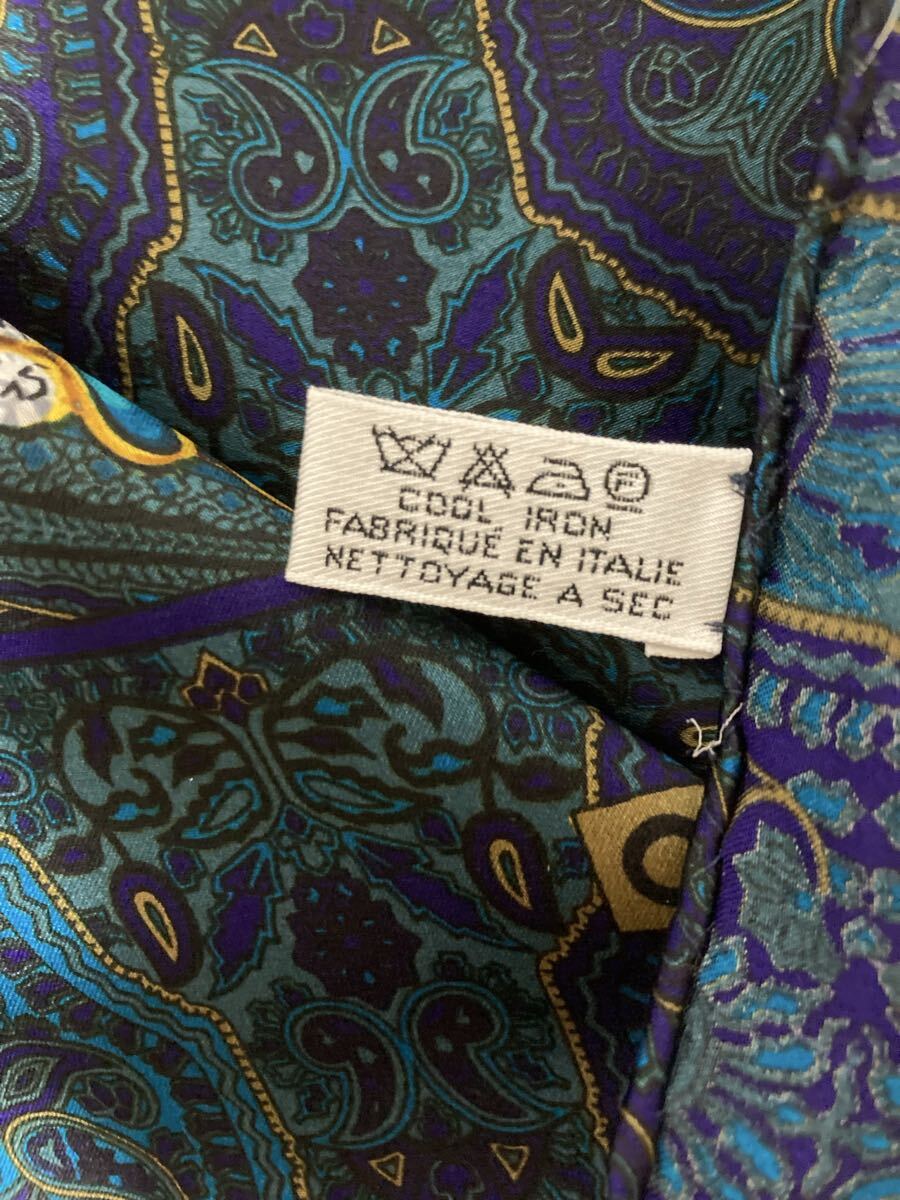 F
COOL IRON
FABRIQUÉ EN ITALIE
NETTOYAGE A SEC